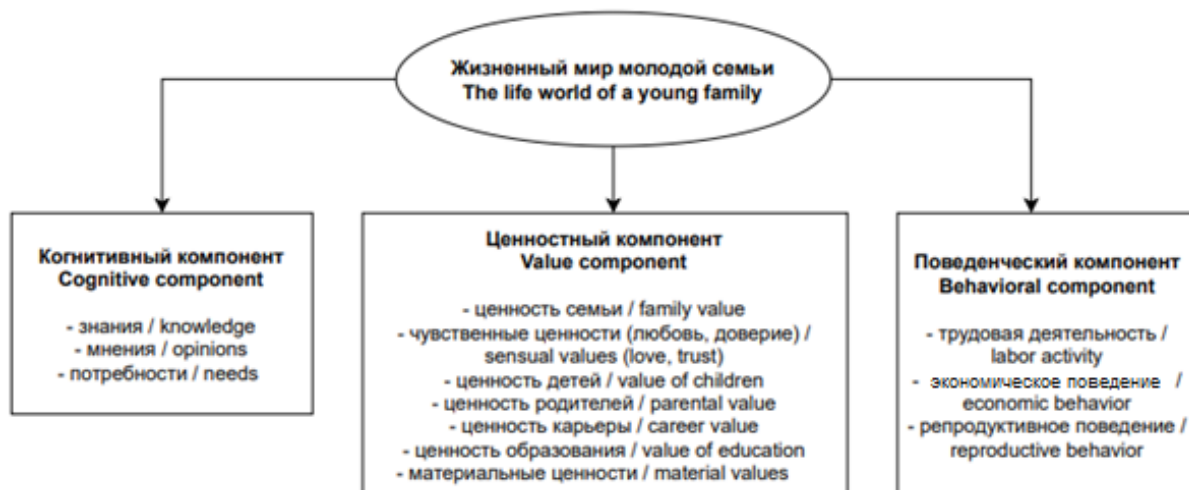 Жизненный мир молодой семьи
The life world of a young family
Когнитивный компонент
Cognitive component
- знания / knowledge
- мнения / opinions
- потребности / needs
Ценностный компонент
Value component
- ценность семьи / family value
- чувственные ценности (любовь, доверие) /
sensual values (love, trust)
- ценность детей / value of children
- ценность родителей / parental value
- ценность карьеры / career value
- ценность образования / value of education
- материальные ценности / material values
Поведенческий компонент
Behavioral component
- трудовая деятельность /
labor activity
- экономическое поведение /
economic behavior
- репродуктивное поведение /
reproductive behavior